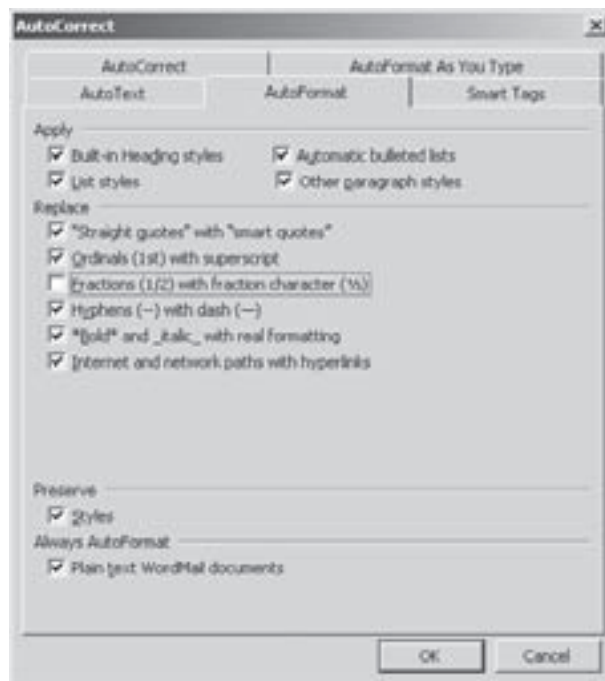 AutoCorrect
AutoCorrect AutoFormat As You Type
AutoText AutoFormat Smart Tags
Apply
Built-in Heading styles Automatic bulleted lists
List styles Other paragraph styles
Replace
"Straight quotes" with "smart quotes"
Ordinals (1st) with superscript
Fractions (1/2) with fraction character (½)
Hyphens (--) with dash (—)
*Bold* and _italic_ with real formatting
Internet and network paths with hyperlinks
Preserve
Styles
Always AutoFormat
Plain text WordMail documents
OK Cancel